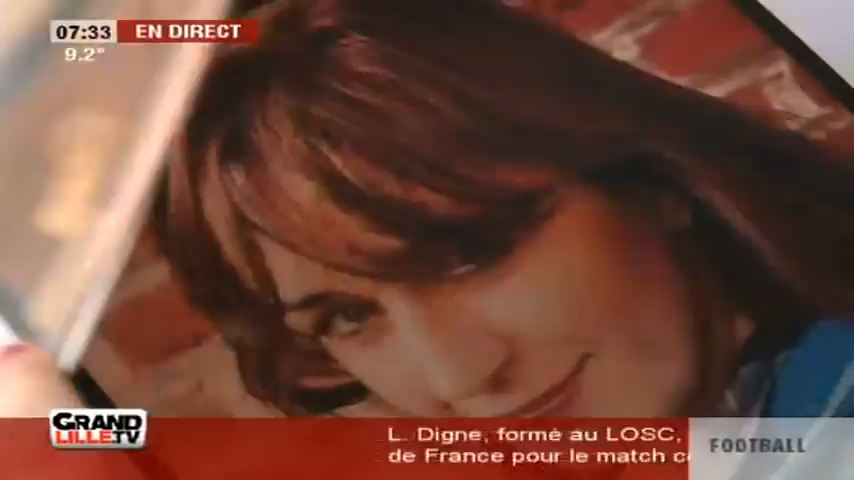 07:33 EN DIRECT
9.2°
GRAND
LILLE TV
L. Digne, formé au LOSC,
de France pour le match
FOOTBALL